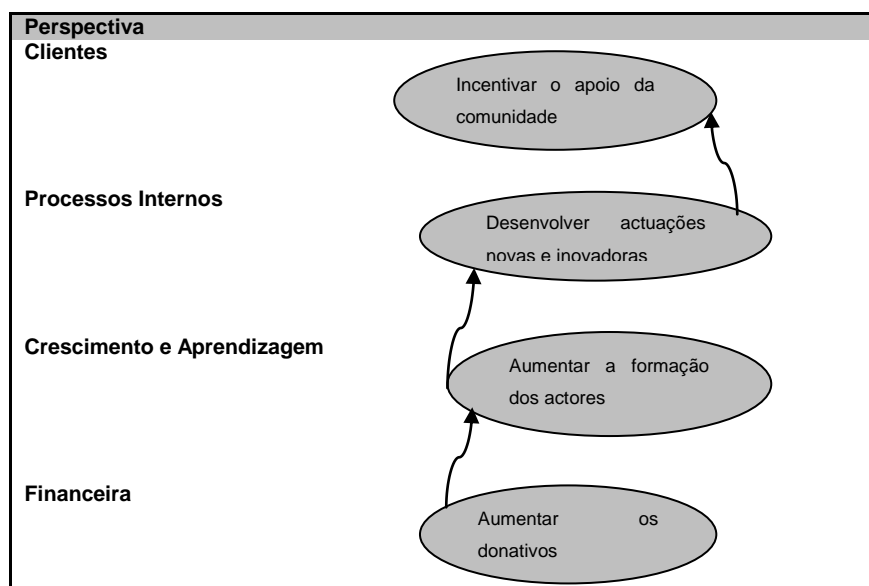 Perspectiva
Clientes
Incentivar o apoio da
comunidade
Processos Internos
Desenvolver actuações
novas e inovadoras
Crescimento e Aprendizagem
Aumentar a formação
dos actores
Financeira
Aumentar os
donativos